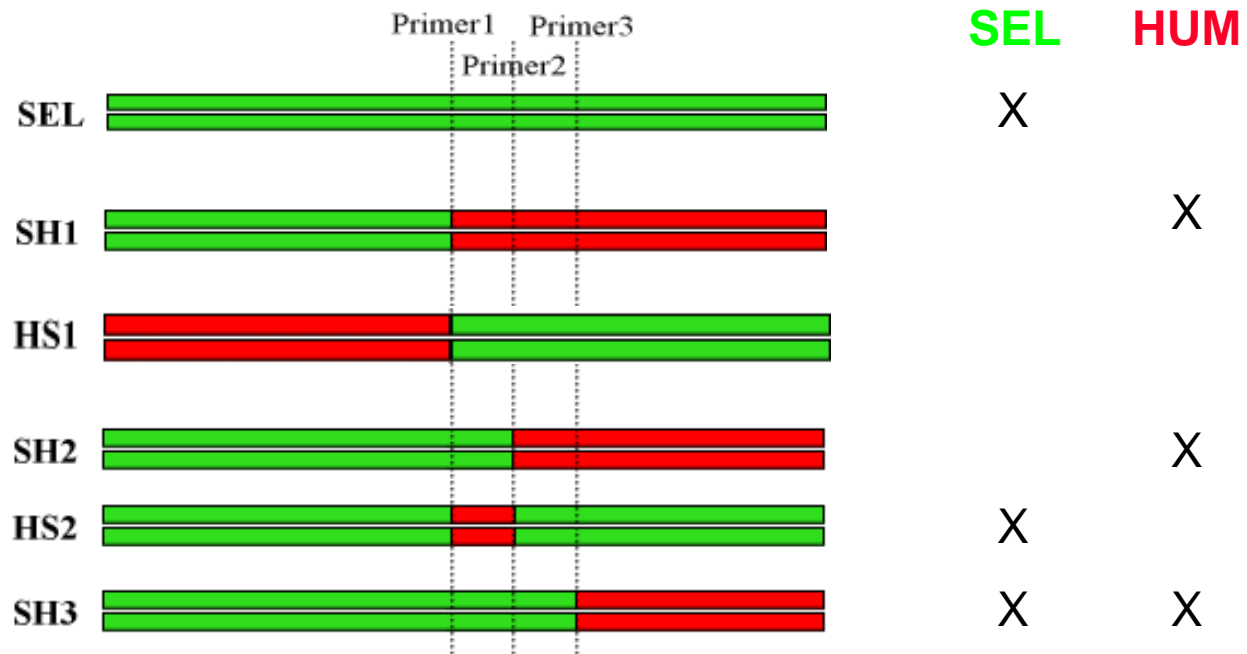 Primer1 Primer3 SEL HUM
Primer2
SEL X
SH1 X
HS1
SH2 X
HS2 X
SH3 X X